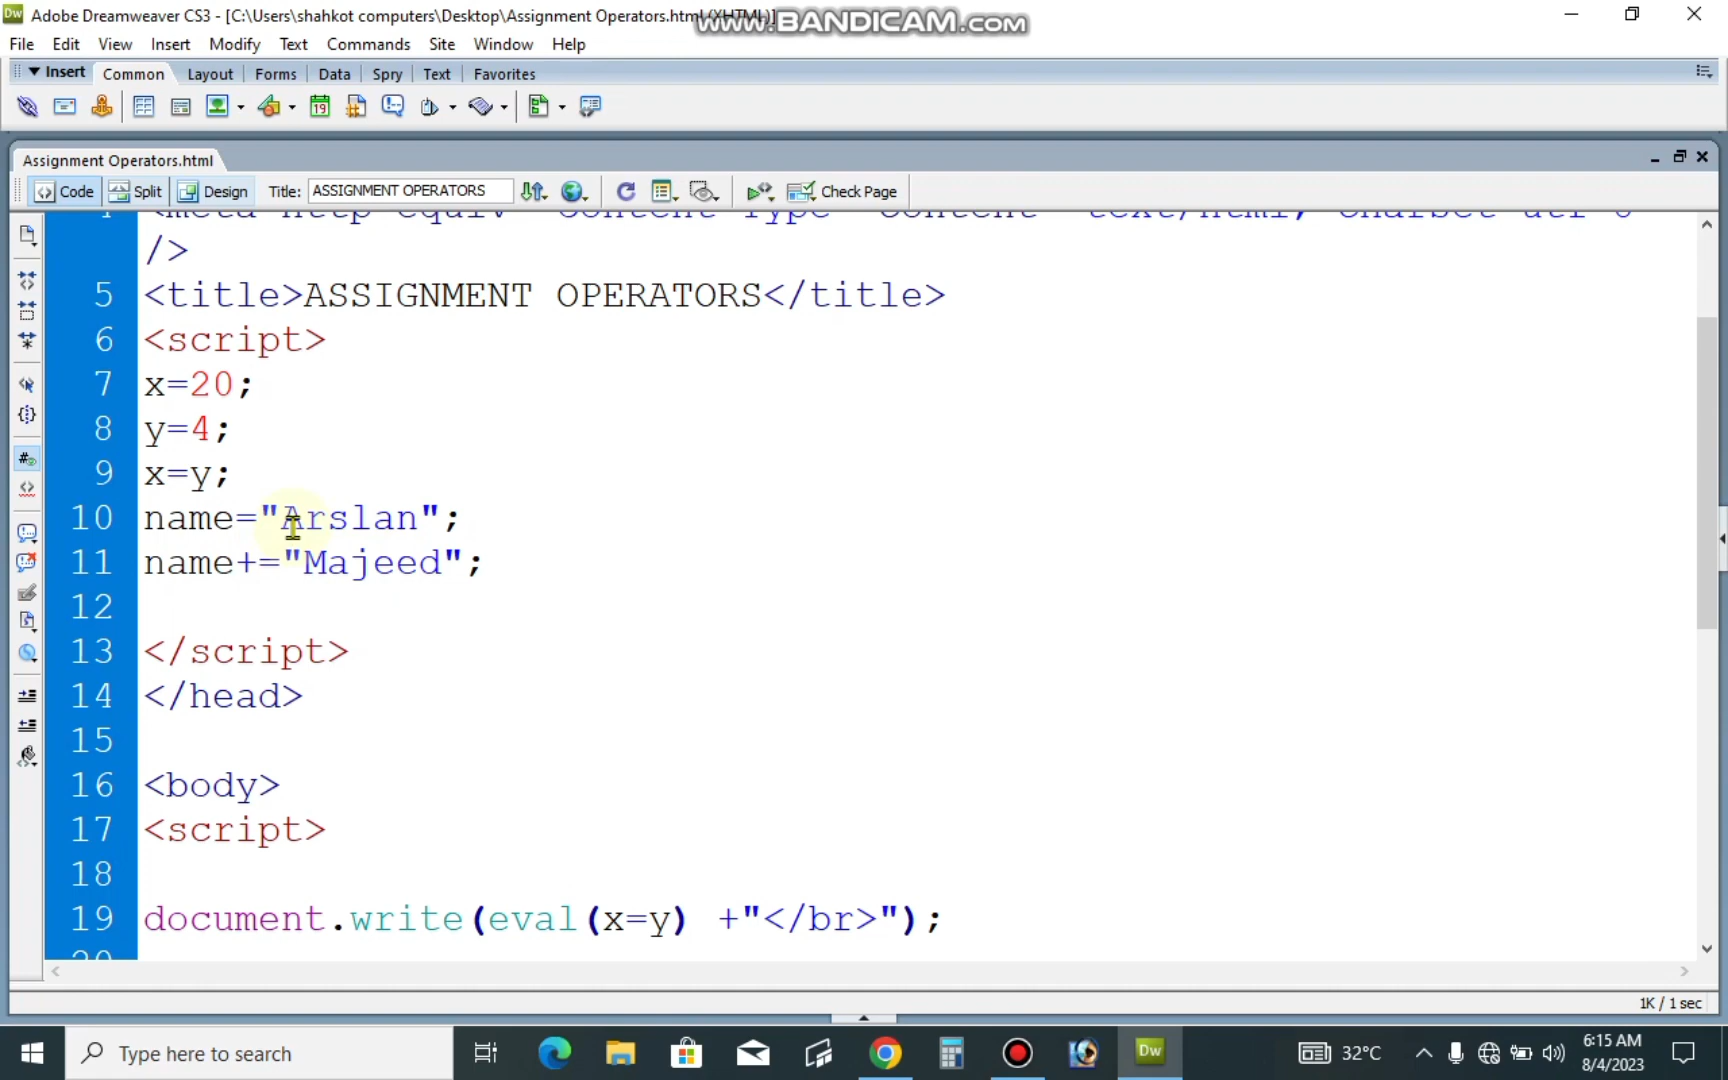 Adobe Dreamweaver CS3 - [C:\Users\shahkot computers\Desktop\Assignment Operators.html (XHTML)]
www.BANDICAM.com
File Edit View Insert Modify Text Commands Site Window Help
Insert Common Layout Forms Data Spry Text Favorites
Assignment Operators.html
Code Split Design Title: ASSIGNMENT OPERATORS Check Page
/>
5 <title>ASSIGNMENT OPERATORS</title>
6 <script>
7 x=20;
8 y=4;
9 x=y;
10 name="Arslan";
11 name+="Majeed";
12
13 </script>
14 </head>
15
16 <body>
17 <script>
18
19 document.write(eval(x=y) +"</br>");
20
1K / 1 sec
Type here to search
Dw
32°C
6:15 AM
8/4/2023